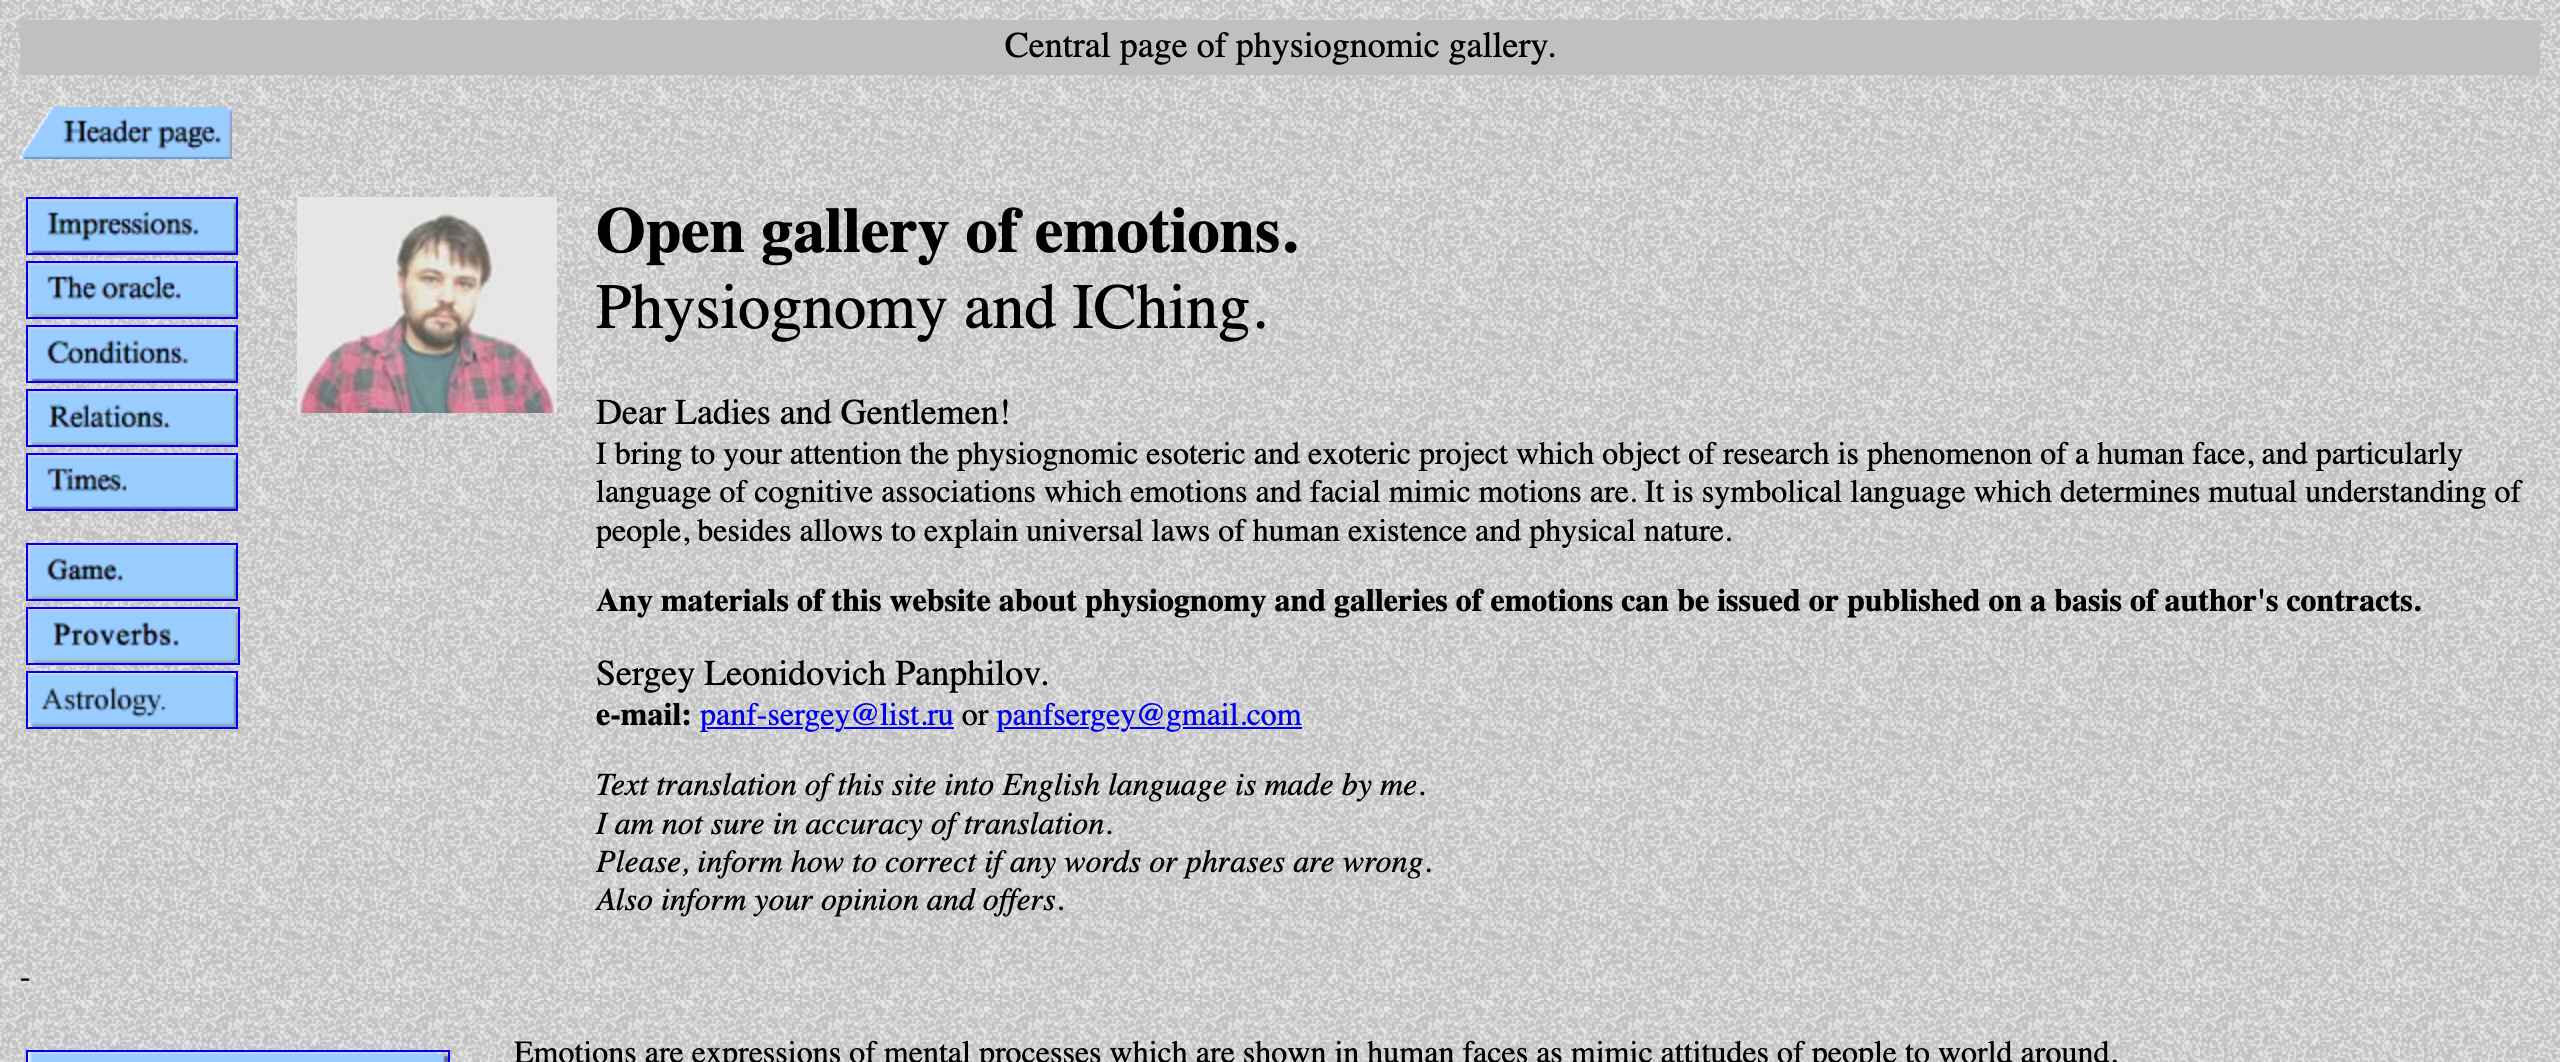 Central page of physiognomic gallery.
Header page.
Impressions.
The oracle.
Conditions.
Relations.
Times.
Game.
Proverbs.
Astrology.
Open gallery of emotions.
Physiognomy and IChing.
Dear Ladies and Gentlemen!
I bring to your attention the physiognomic esoteric and exoteric project which object of research is phenomenon of a human face, and particularly
language of cognitive associations which emotions and facial mimic motions are. It is symbolical language which determines mutual understanding of
people, besides allows to explain universal laws of human existence and physical nature.
Any materials of this website about physiognomy and galleries of emotions can be issued or published on a basis of author's contracts.
Sergey Leonidovich Panphilov.
e-mail: panf-sergey@list.ru or panfsergey@gmail.com
Text translation of this site into English language is made by me.
I am not sure in accuracy of translation.
Please, inform how to correct if any words or phrases are wrong.
Also inform your opinion and offers.
-
Emotions are expressions of mental processes which are shown in human faces as mimic attitudes of people to world around.